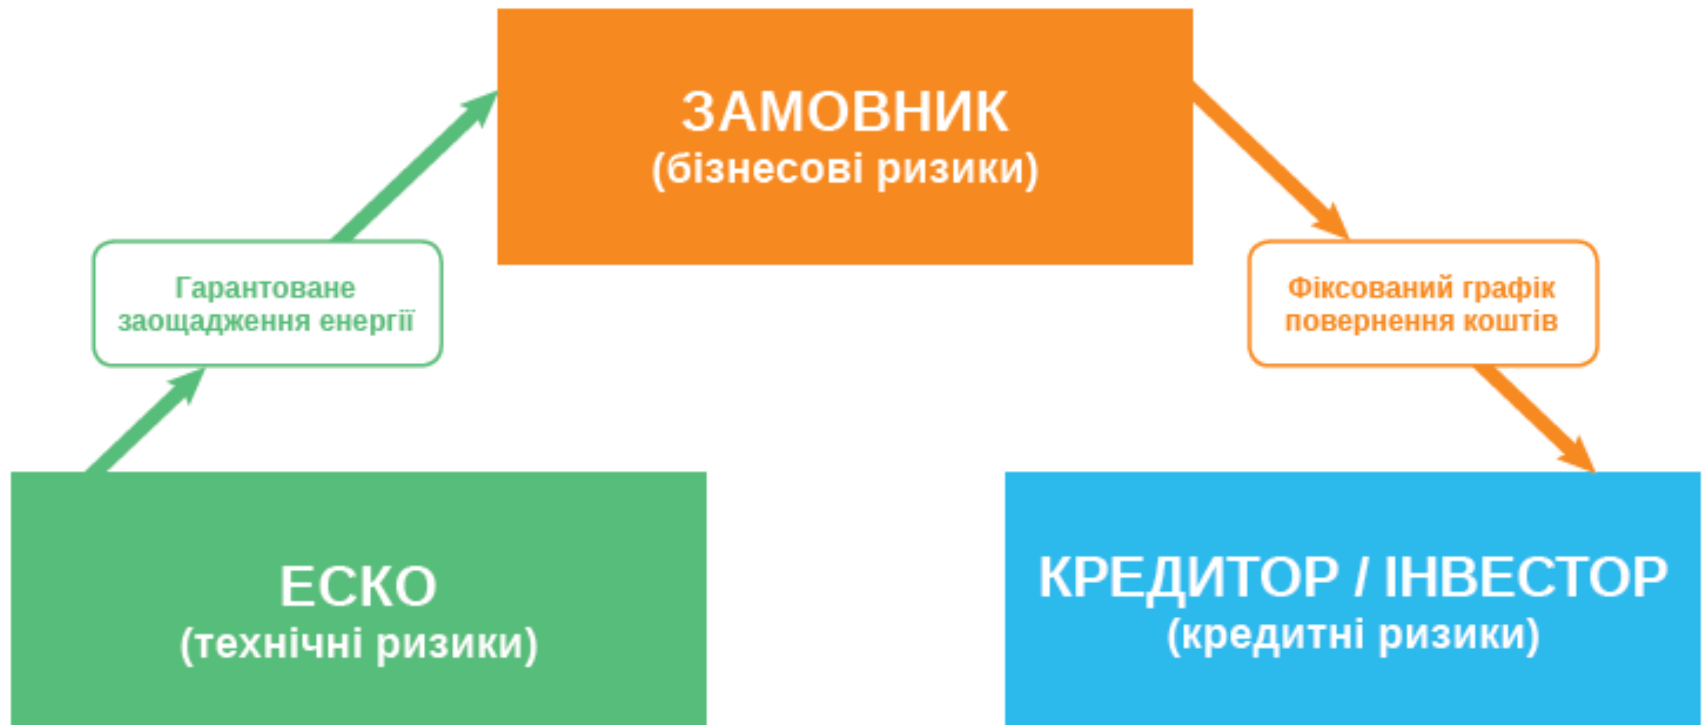 ЗАМОВНИК
(бізнесові ризики)
Гарантоване
заощадження енергії
Фіксований графік
повернення коштів
ЕСКО
(технічні ризики)
КРЕДИТОР / ІНВЕСТОР
(кредитні ризики)